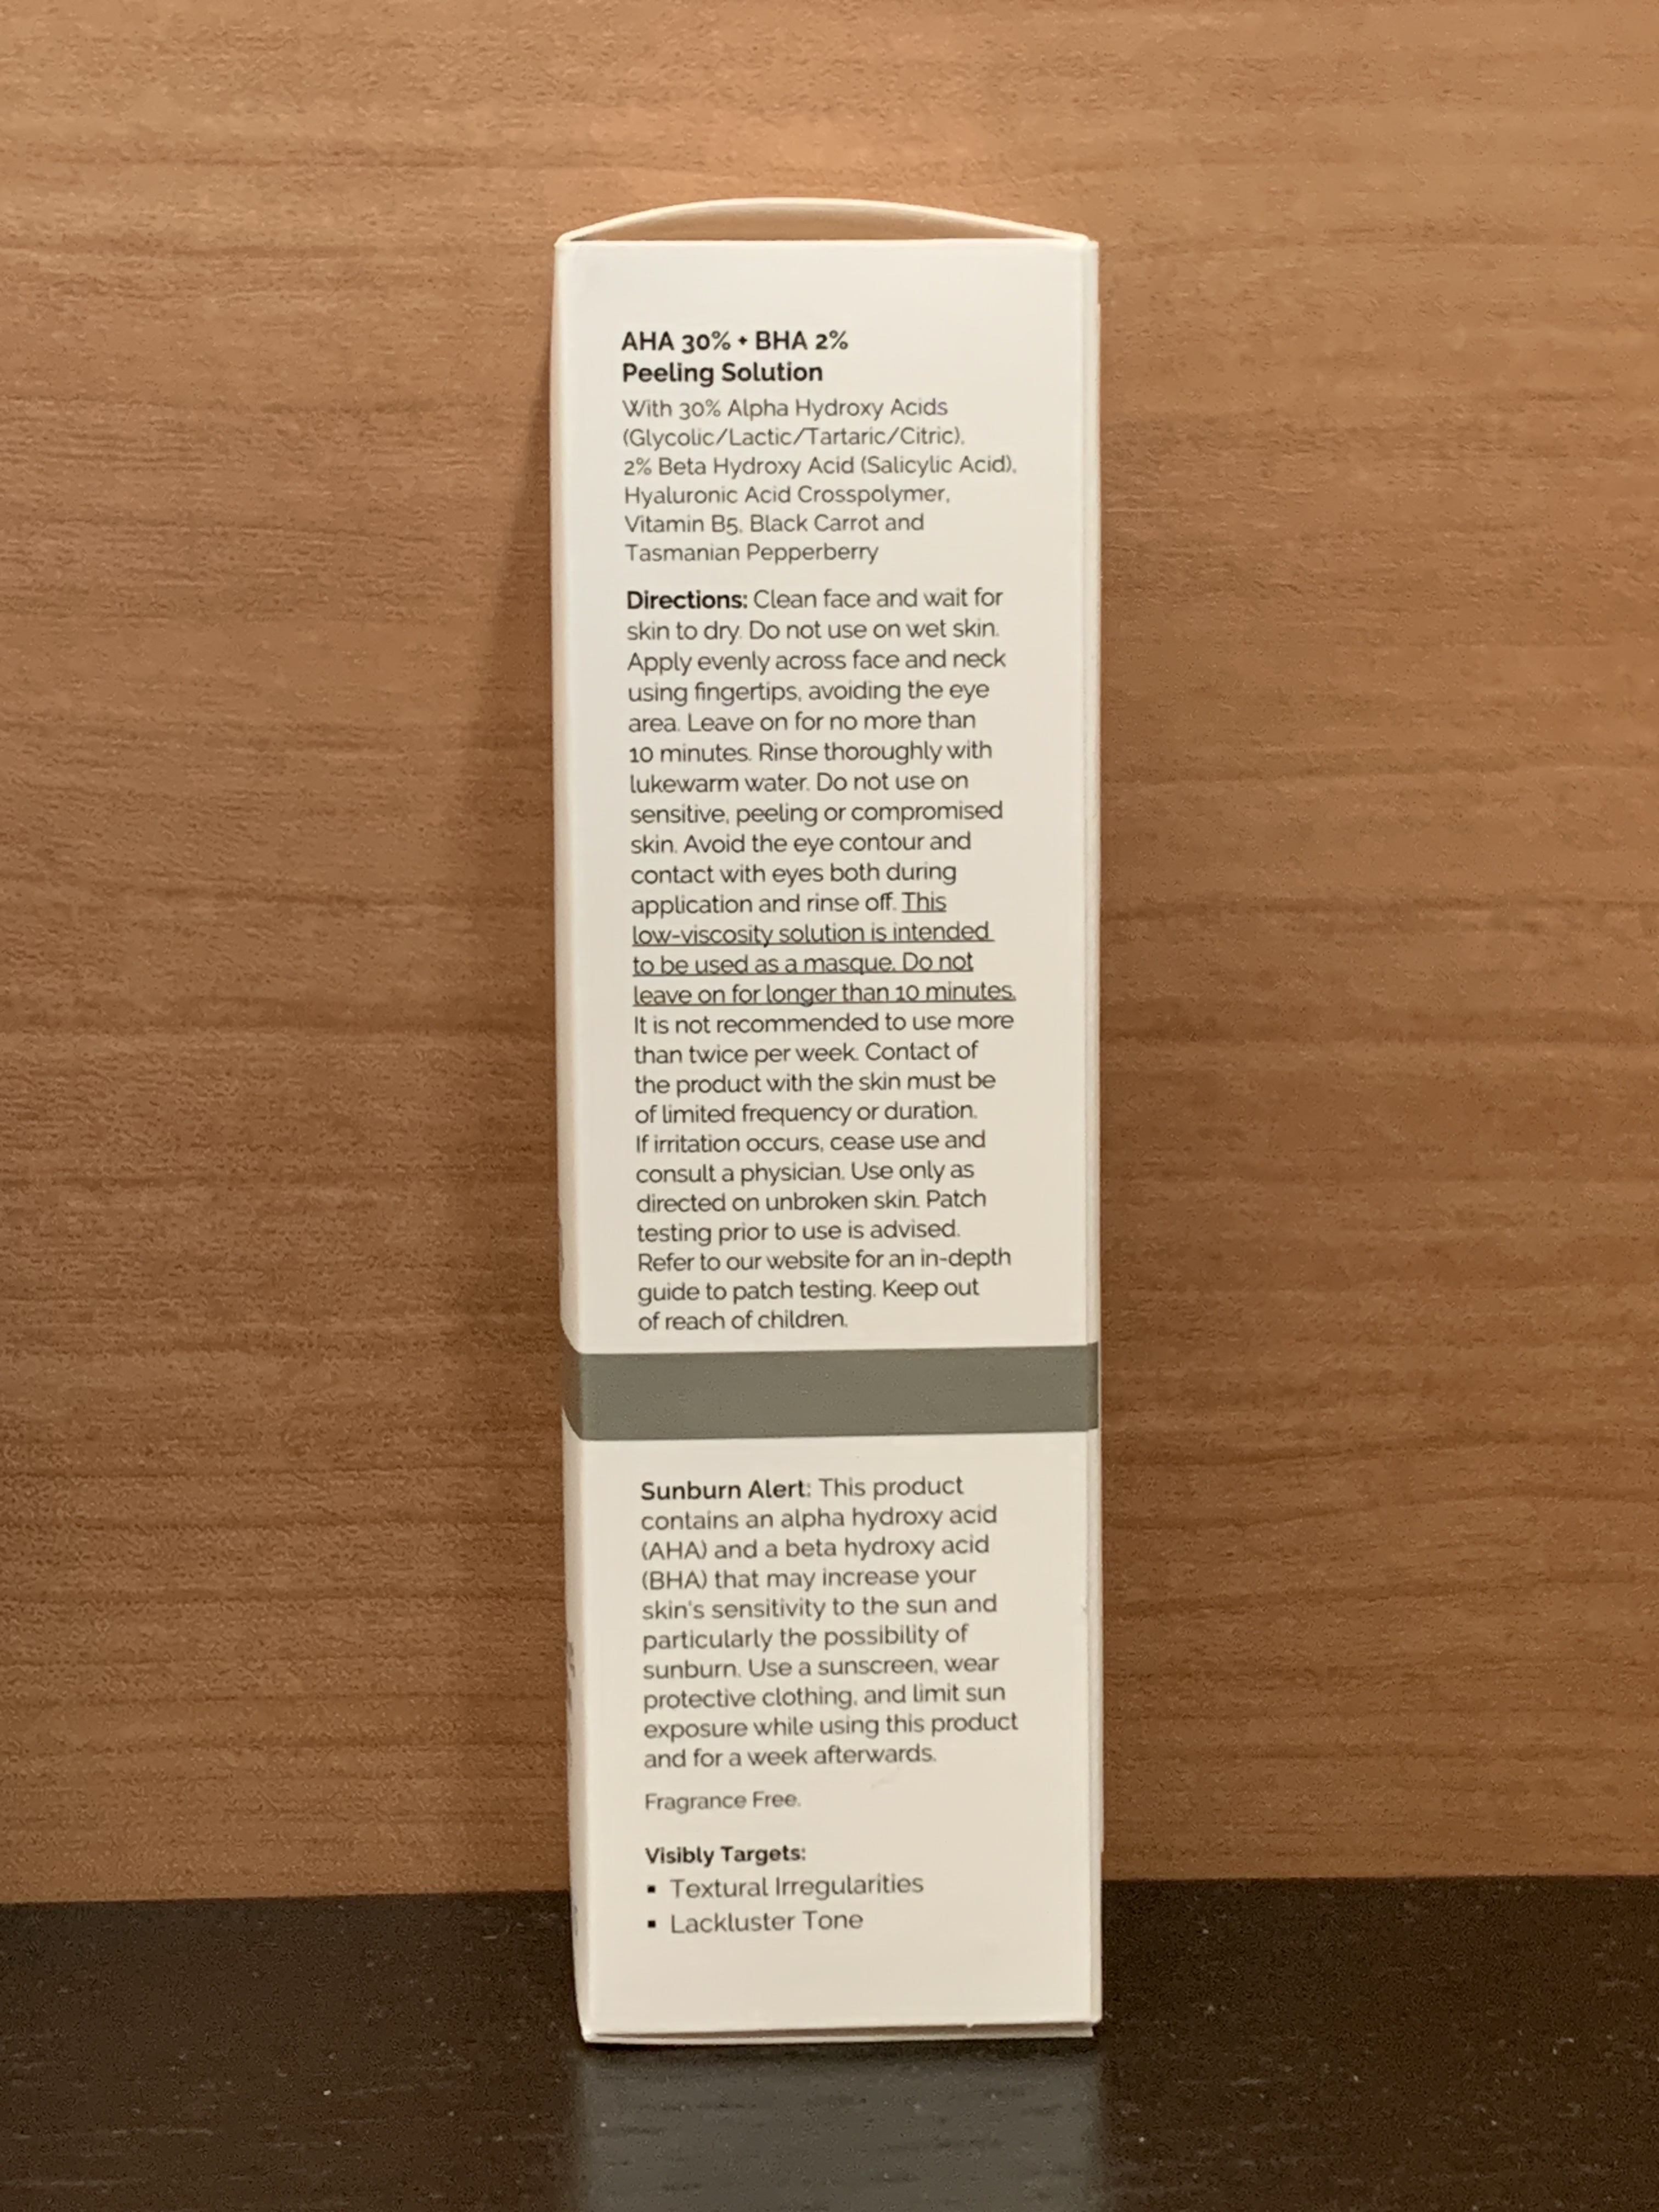 AHA 30% + BHA 2%
Peeling Solution
With 30% Alpha Hydroxy Acids
(Glycolic/Lactic/Tartaric/Citric),
2% Beta Hydroxy Acid (Salicylic Acid),
Hyaluronic Acid Crosspolymer,
Vitamin B5, Black Carrot and
Tasmanian Pepperberry
Directions: Clean face and wait for
skin to dry. Do not use on wet skin.
Apply evenly across face and neck
using fingertips, avoiding the eye
area. Leave on for no more than
10 minutes. Rinse thoroughly with
lukewarm water. Do not use on
sensitive, peeling or compromised
skin. Avoid the eye contour and
contact with eyes both during
application and rinse off. This
low-viscosity solution is intended
to be used as a masque. Do not
leave on for longer than 10 minutes.
It is not recommended to use more
than twice per week. Contact of
the product with the skin must be
of limited frequency or duration.
If irritation occurs, cease use and
consult a physician. Use only as
directed on unbroken skin. Patch
testing prior to use is advised.
Refer to our website for an in-depth
guide to patch testing. Keep out
of reach of children.
Sunburn Alert: This product
contains an alpha hydroxy acid
(AHA) and a beta hydroxy acid
(BHA) that may increase your
skin's sensitivity to the sun and
particularly the possibility of
sunburn. Use a sunscreen, wear
protective clothing, and limit sun
exposure while using this product
and for a week afterwards.
Fragrance Free.
Visibly Targets:
▪ Textural Irregularities
▪ Lackluster Tone